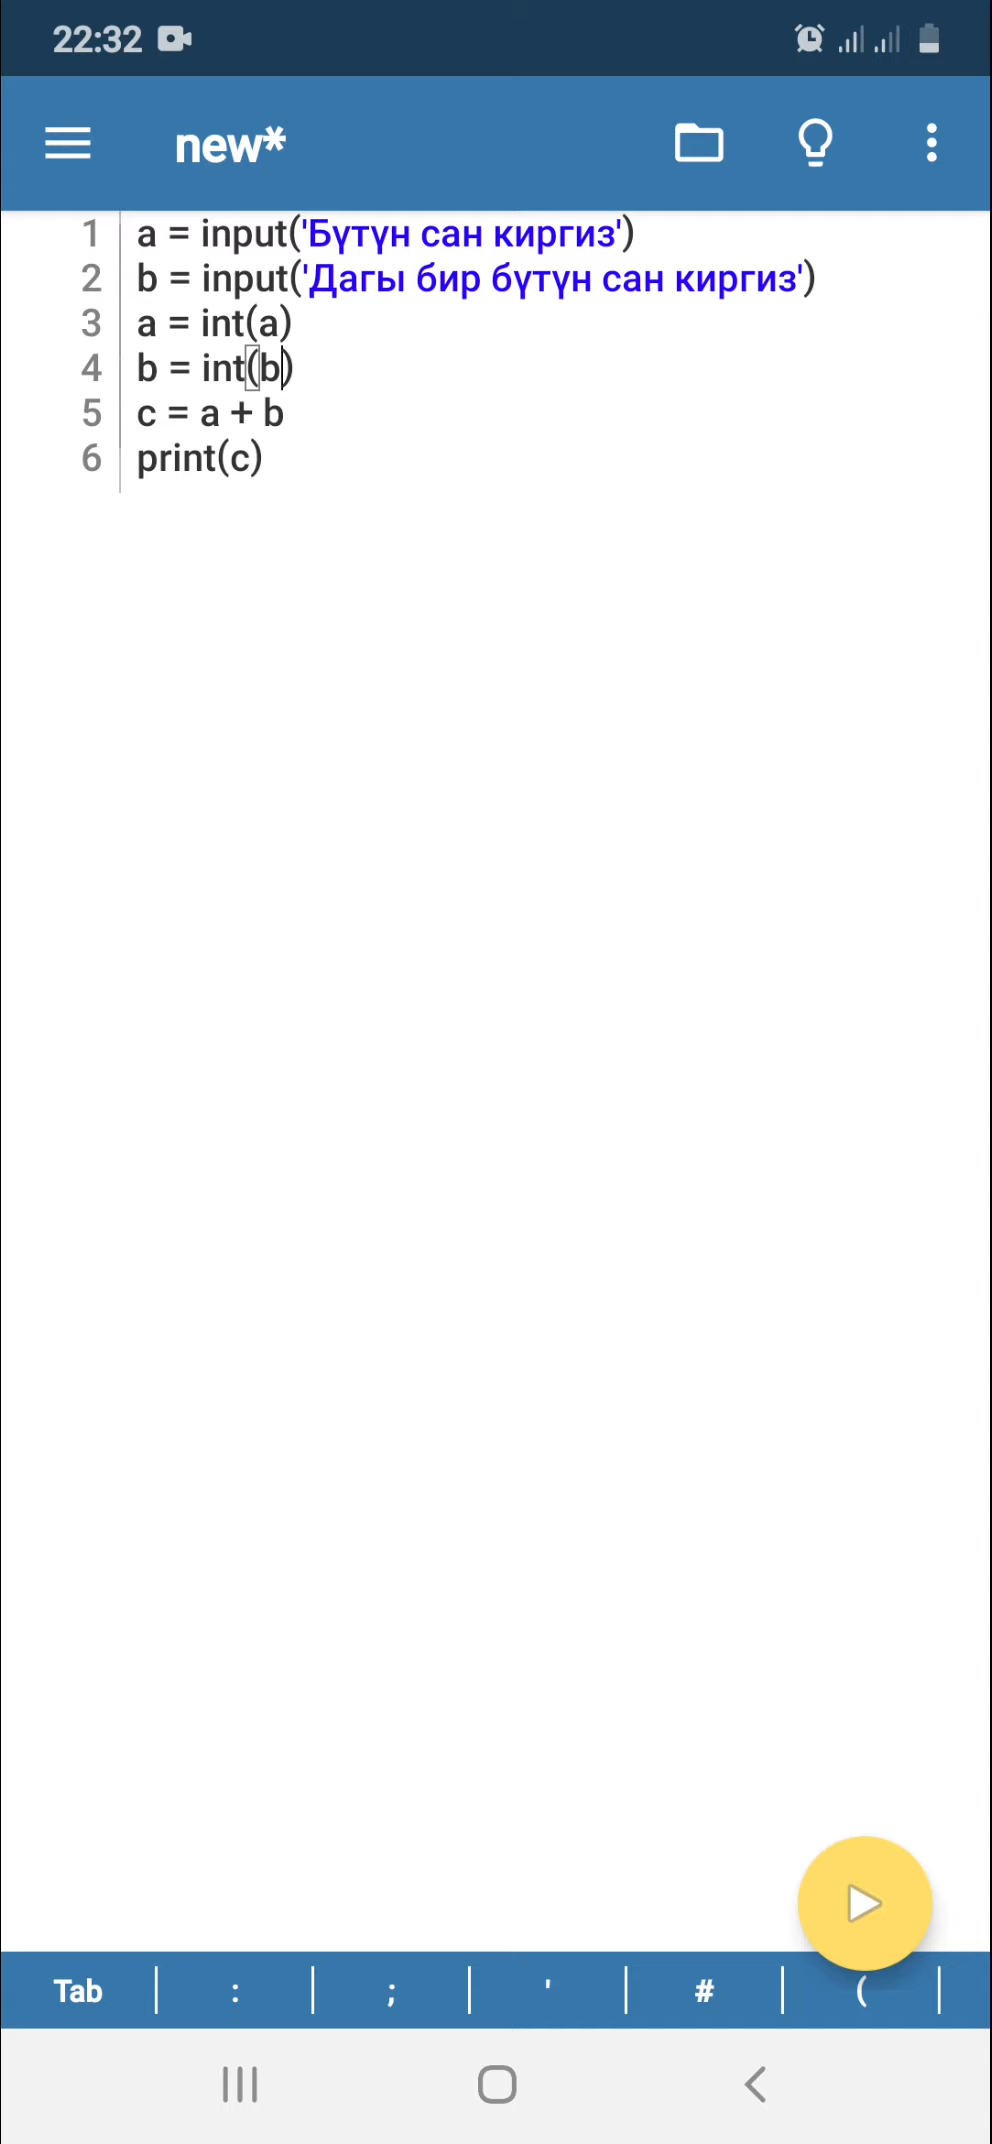 22:32
new*
1 a = input('Бүтүн сан киргиз')
2 b = input('Дагы бир бүтүн сан киргиз')
3 a = int(a)
4 b = int(b)
5 c = a + b
6 print(c)
Tab : ; ' # (